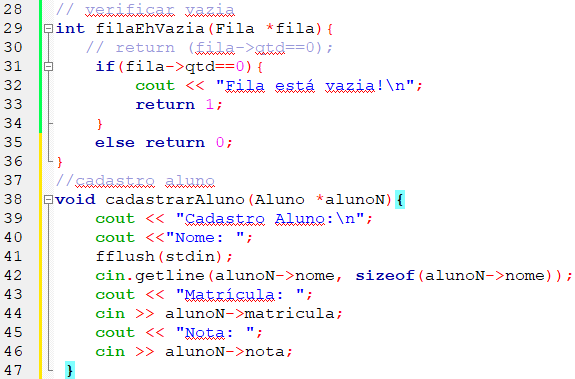 28 // verificar vazia
29 int filaEhVazia(Fila *fila){
30 // return (fila->qtd==0);
31 if(fila->qtd==0){
32 cout << "Fila está vazia!\n";
33 return 1;
34 }
35 else return 0;
36 }
37 //cadastro aluno
38 void cadastrarAluno(Aluno *alunoN){
39 cout << "Cadastro Aluno:\n";
40 cout <<"Nome: ";
41 fflush(stdin);
42 cin.getline(alunoN->nome, sizeof(alunoN->nome));
43 cout << "Matrícula: ";
44 cin >> alunoN->matricula;
45 cout << "Nota: ";
46 cin >> alunoN->nota;
47 }